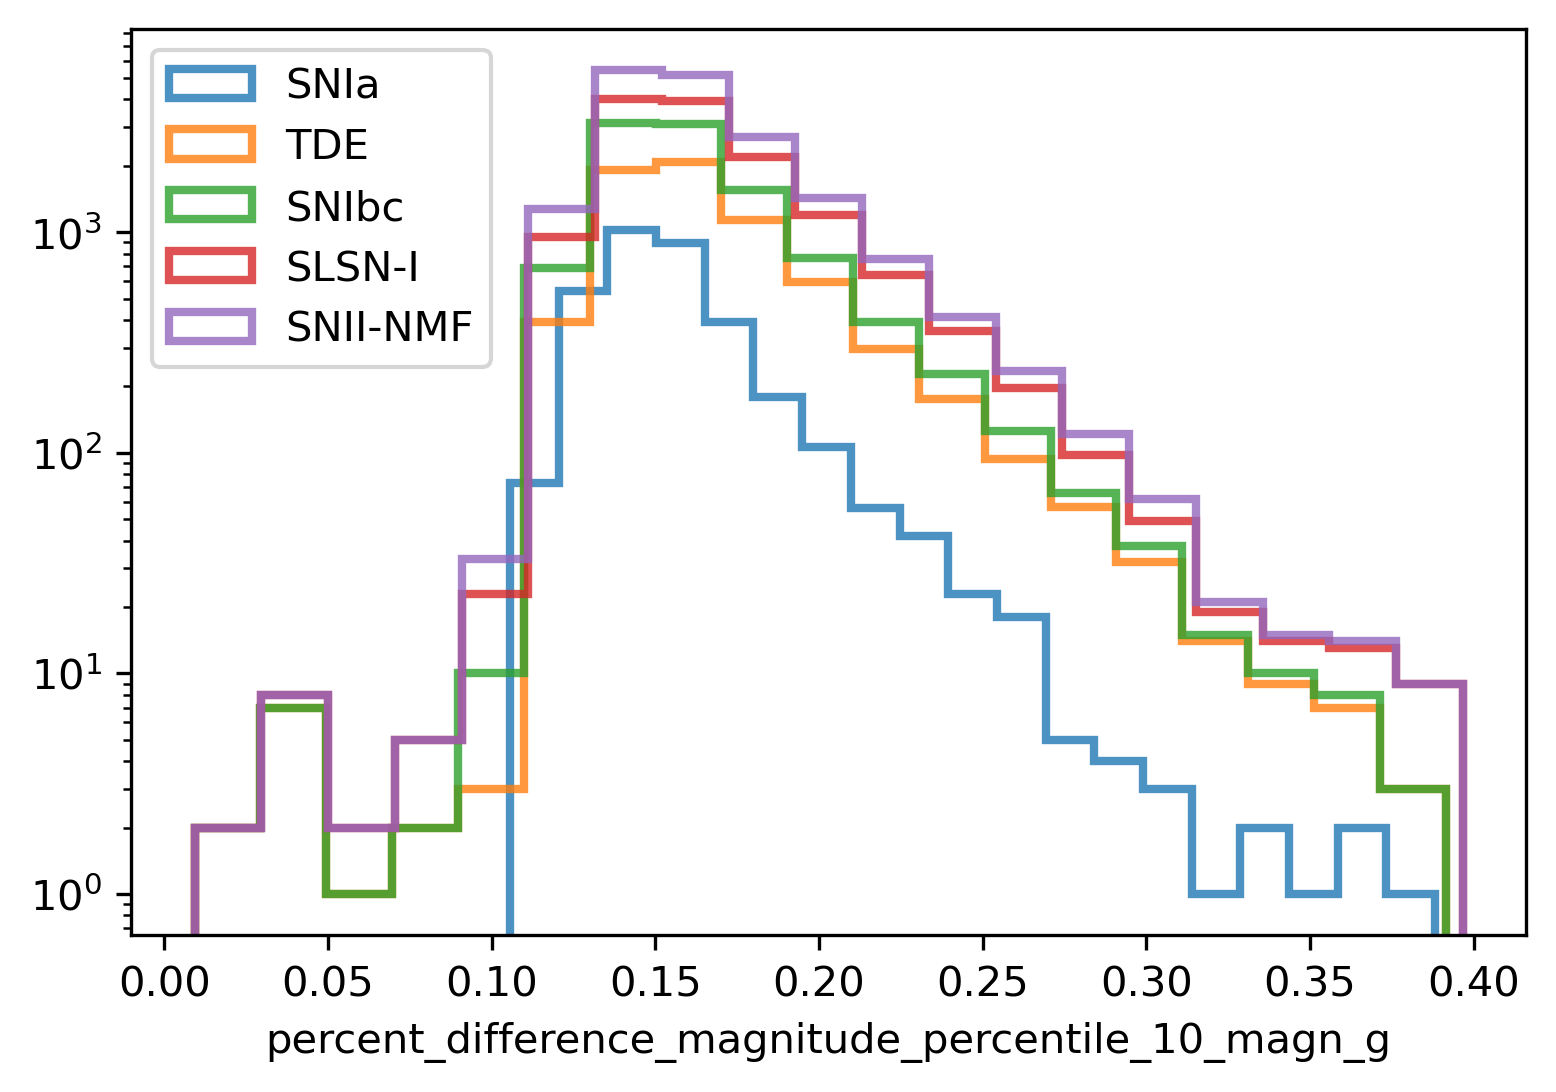 SNIa
TDE
SNIbc
SLSN-I
SNII-NMF
10³
10²
10¹
10⁰
0.00 0.05 0.10 0.15 0.20 0.25 0.30 0.35 0.40
percent_difference_magnitude_percentile_10_magn_g